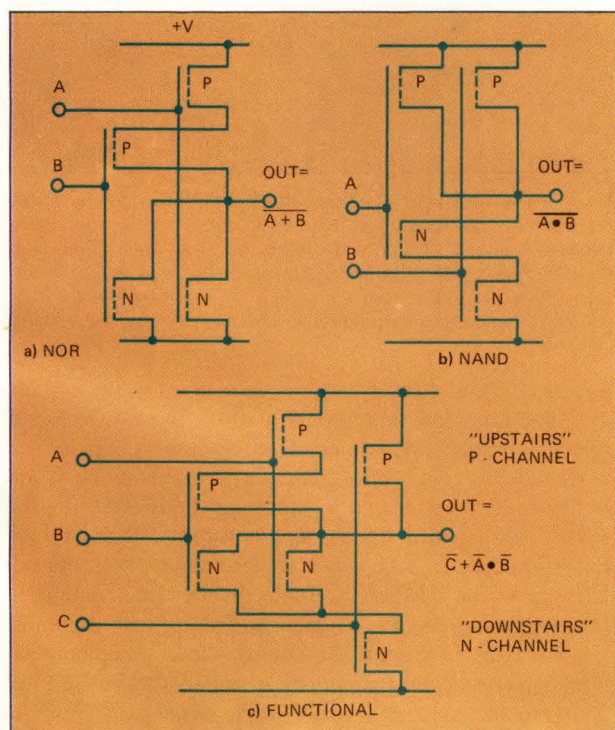 +V
A
P
P
B
OUT=
A + B
N
N
a) NOR
P
P
OUT=
A
A • B
N
B
N
b) NAND
P
"UPSTAIRS"
P - CHANNEL
A
P
P
OUT =
B
N
N
C̅ + A̅ • B̅
C
"DOWNSTAIRS"
N - CHANNEL
N
c) FUNCTIONAL